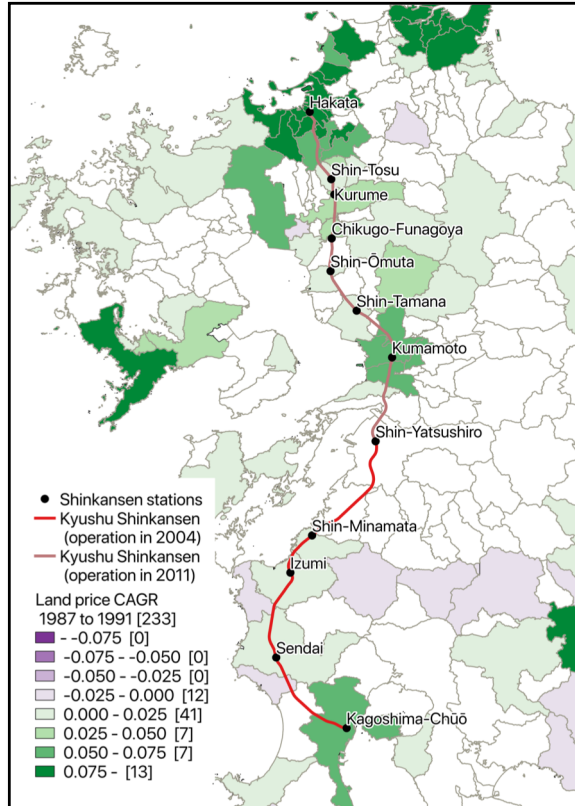 Hakata
Shin-Tosu
Kurume
Chikugo-Funagoya
Shin-Ōmuta
Shin-Tamana
Kumamoto
Shin-Yatsushiro
Shin-Minamata
Izumi
Sendai
Kagoshima-Chūō
Shinkansen stations
Kyushu Shinkansen
(operation in 2004)
Kyushu Shinkansen
(operation in 2011)
Land price CAGR
1987 to 1991 [233]
- -0.075 [0]
-0.075 - -0.050 [0]
-0.050 - -0.025 [0]
-0.025 - 0.000 [12]
0.000 - 0.025 [41]
0.025 - 0.050 [7]
0.050 - 0.075 [7]
0.075 - [13]